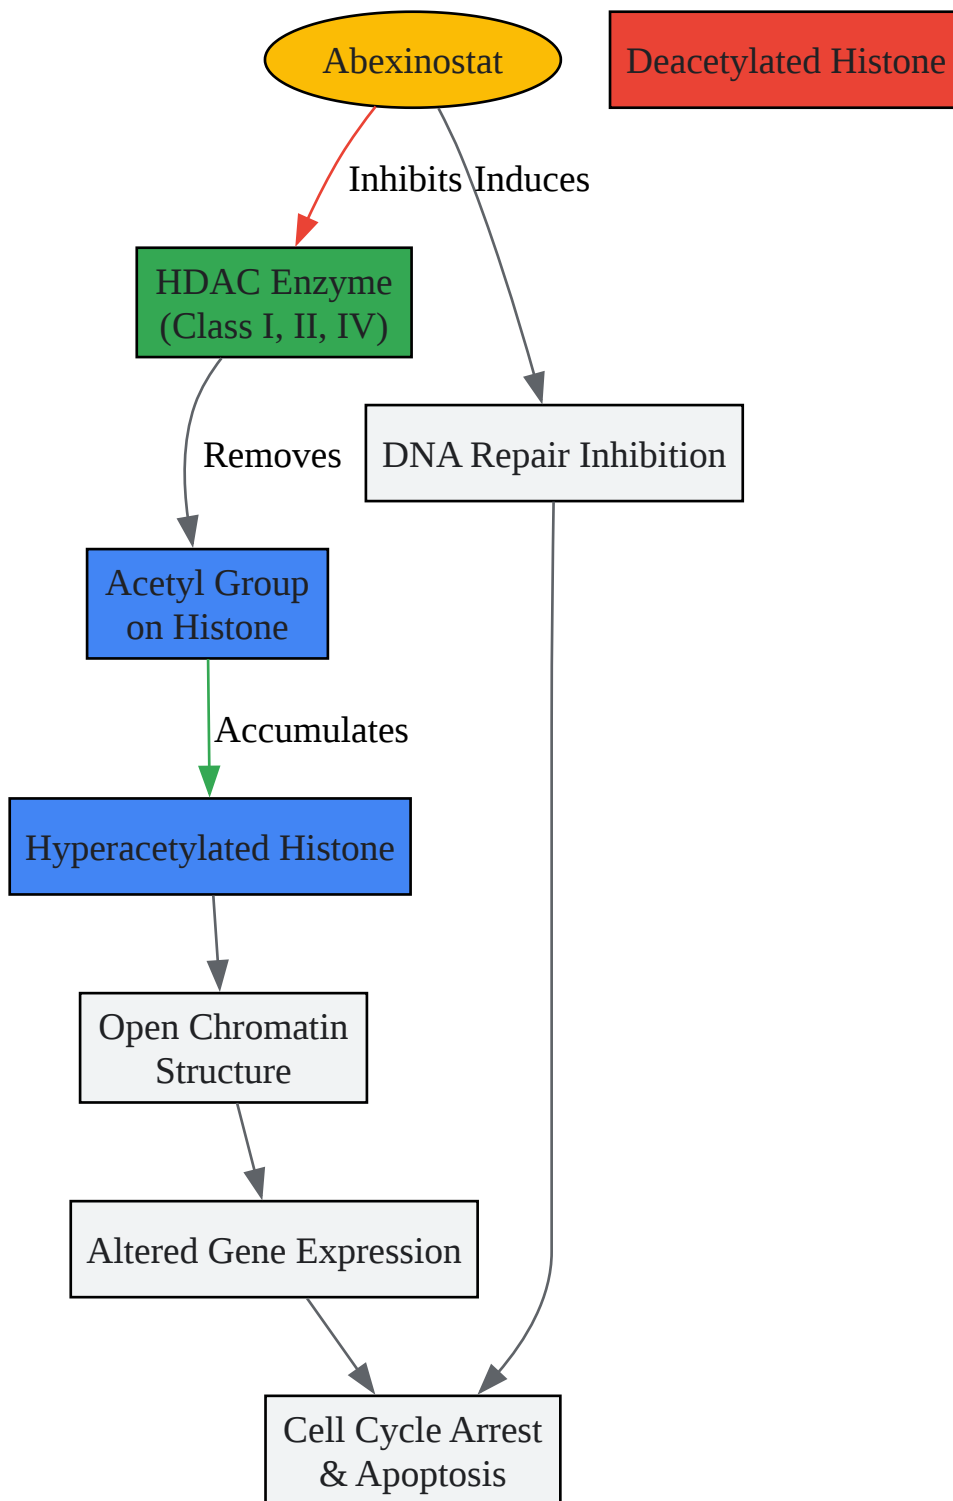 Abexinostat
Deacetylated Histone
Inhibits
Induces
HDAC Enzyme
(Class I, II, IV)
Removes
DNA Repair Inhibition
Acetyl Group
on Histone
Accumulates
Hyperacetylated Histone
Open Chromatin
Structure
Altered Gene Expression
Cell Cycle Arrest
& Apoptosis